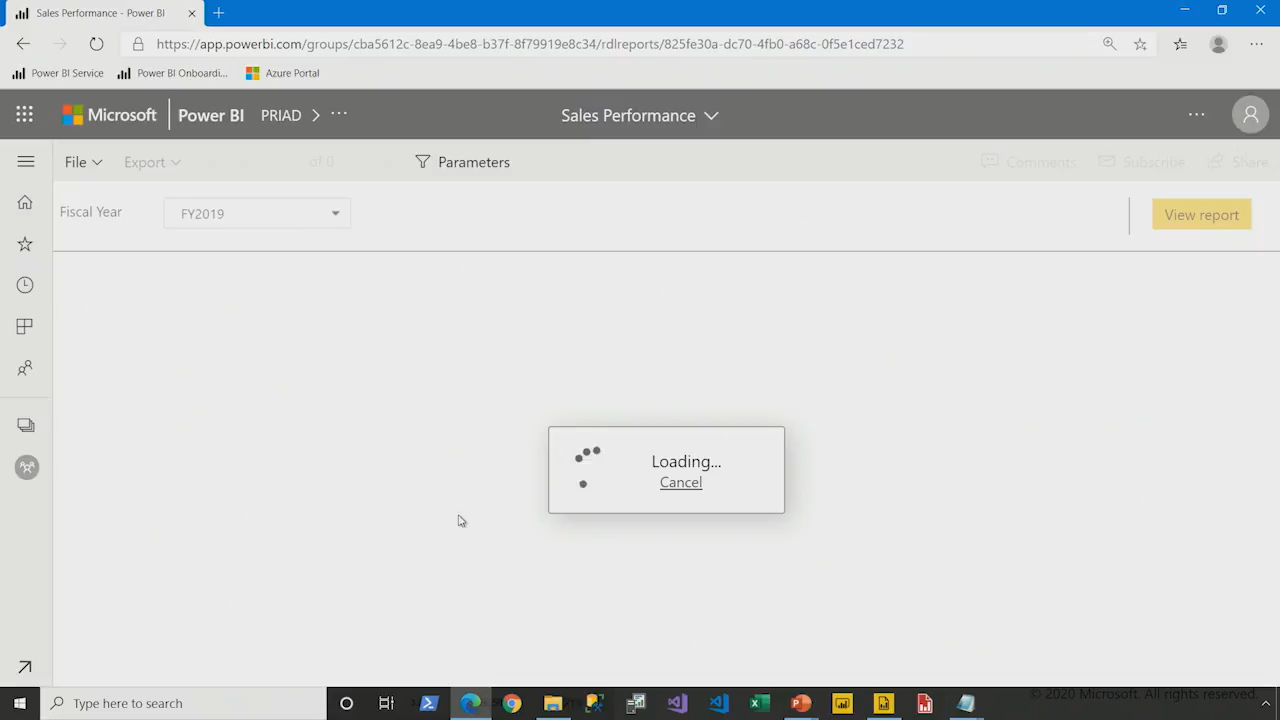 Sales Performance - Power BI
https://app.powerbi.com/groups/cba5612c-8ea9-4be8-b37f-8f79919e8c34/rdlreports/825fe30a-dc70-4fb0-a68c-0f5e1ced7232
Power BI Service
Power BI Onboardi...
Azure Portal
Microsoft
Power BI
PRIAD
Sales Performance
File
Export
of 0
Parameters
Comments
Subscribe
Share
Fiscal Year
FY2019
View report
Loading...
Cancel
© 2020 Microsoft. All rights reserved.
Type here to search